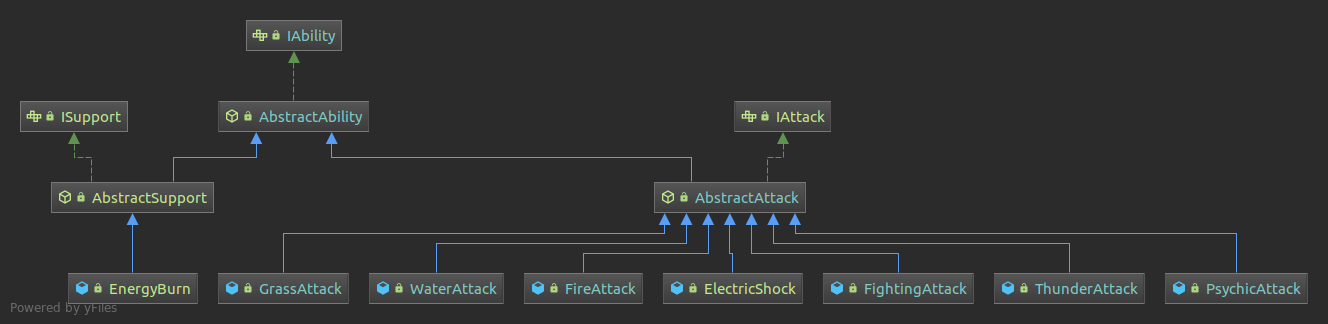 IAbility
ISupport
AbstractAbility
IAttack
AbstractSupport
AbstractAttack
EnergyBurn
GrassAttack
WaterAttack
FireAttack
ElectricShock
FightingAttack
ThunderAttack
PsychicAttack
Powered by yFiles